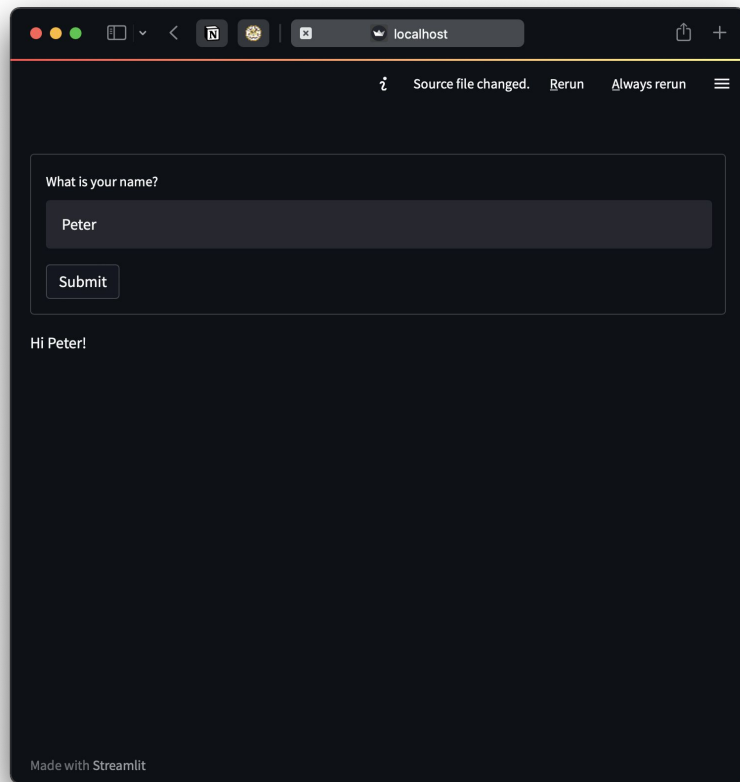 localhost
Source file changed. Rerun Always rerun
What is your name?
Peter
Submit
Hi Peter!
Made with Streamlit